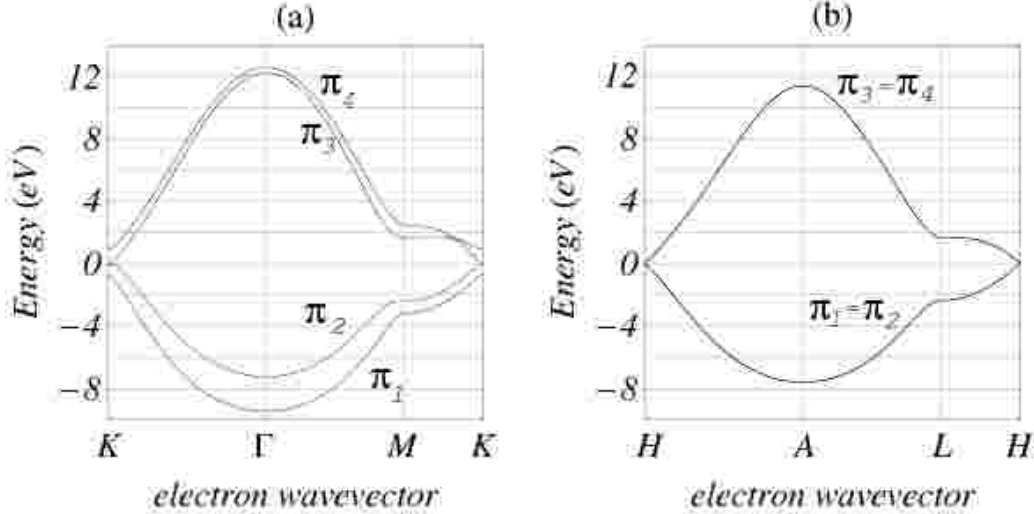 (a)
12
8
4
0
−4
−8
Energy (eV)
π₄
π₃
π₂
π₁
K Γ M K
electron wavevector
(b)
12
8
4
0
−4
−8
Energy (eV)
π₃=π₄
π₁=π₂
H A L H
electron wavevector